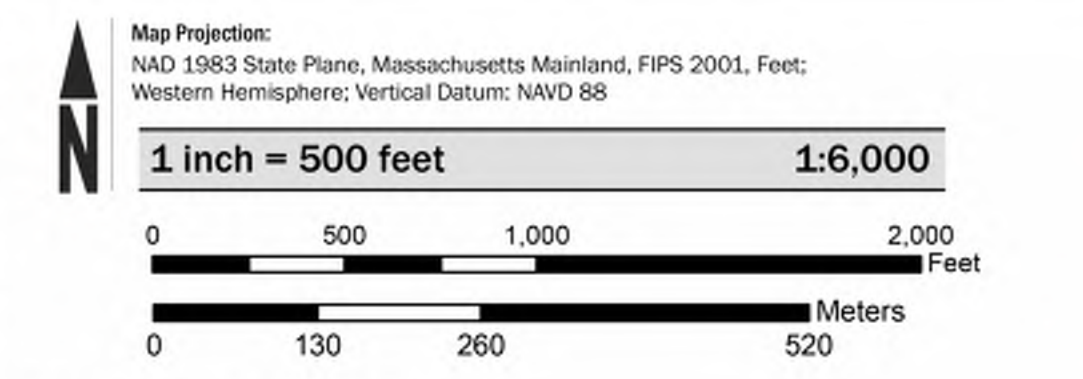 Map Projection:
NAD 1983 State Plane, Massachusetts Mainland, FIPS 2001, Feet;
Western Hemisphere; Vertical Datum: NAVD 88
N
1 inch = 500 feet 1:6,000
0 500 1,000 2,000
Feet
Meters
0 130 260 520